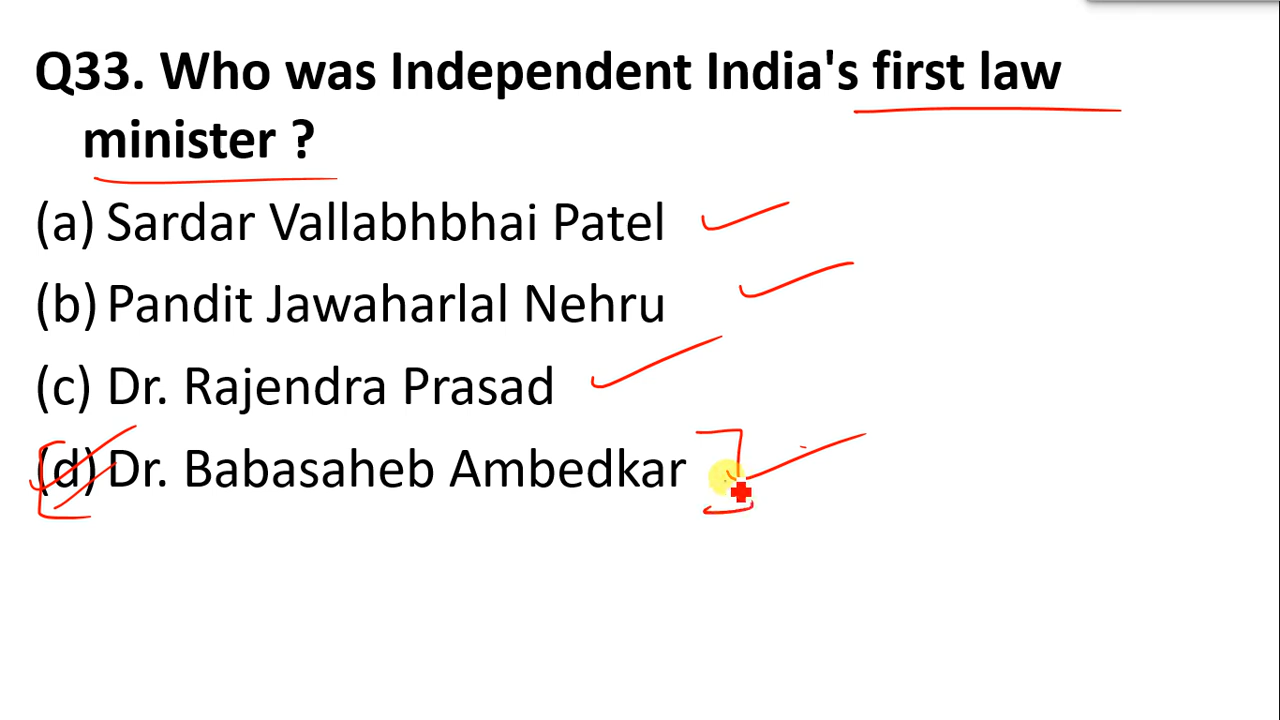 Q33. Who was Independent India's first law
minister ?
(a) Sardar Vallabhbhai Patel
(b) Pandit Jawaharlal Nehru
(c) Dr. Rajendra Prasad
(d) Dr. Babasaheb Ambedkar